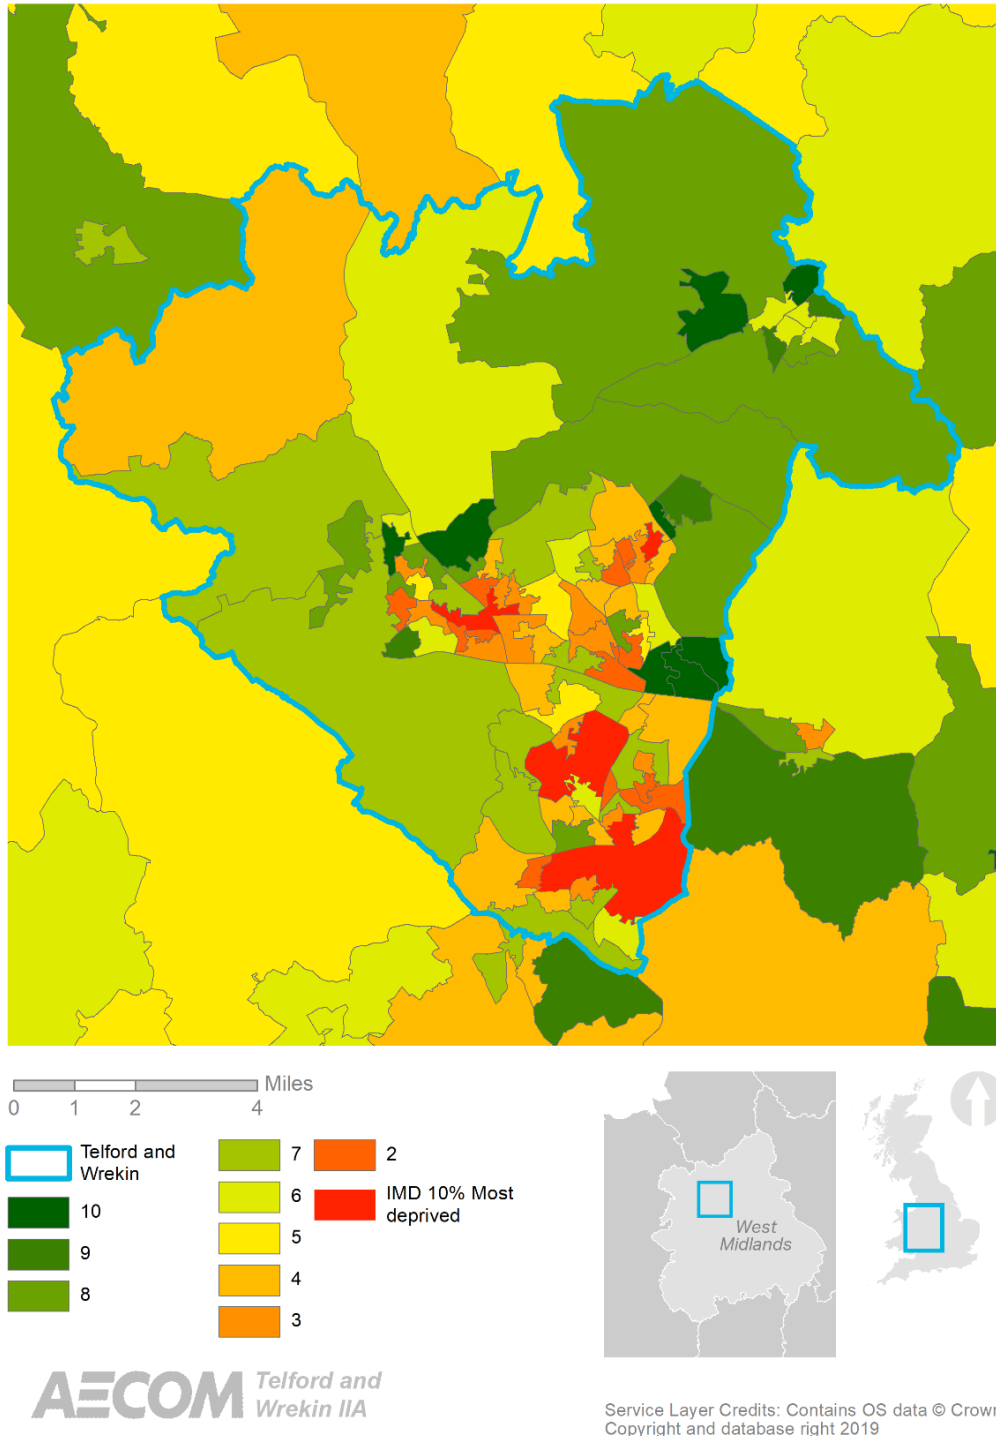 Miles
0 1 2 4
Telford and
Wrekin
10
9
8
7
6
5
4
3
2
IMD 10% Most
deprived
West
Midlands
AECOM
Telford and
Wrekin IIA
Service Layer Credits: Contains OS data © Crown
Copyright and database right 2019